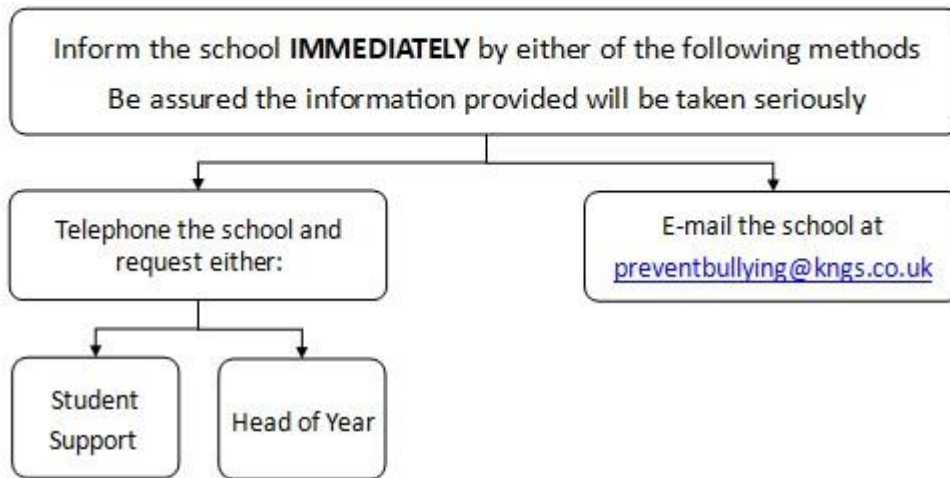 Inform the school IMMEDIATELY by either of the following methods
Be assured the information provided will be taken seriously
Telephone the school and
request either:
E-mail the school at
preventbullying@kngs.co.uk
Student
Support
Head of Year